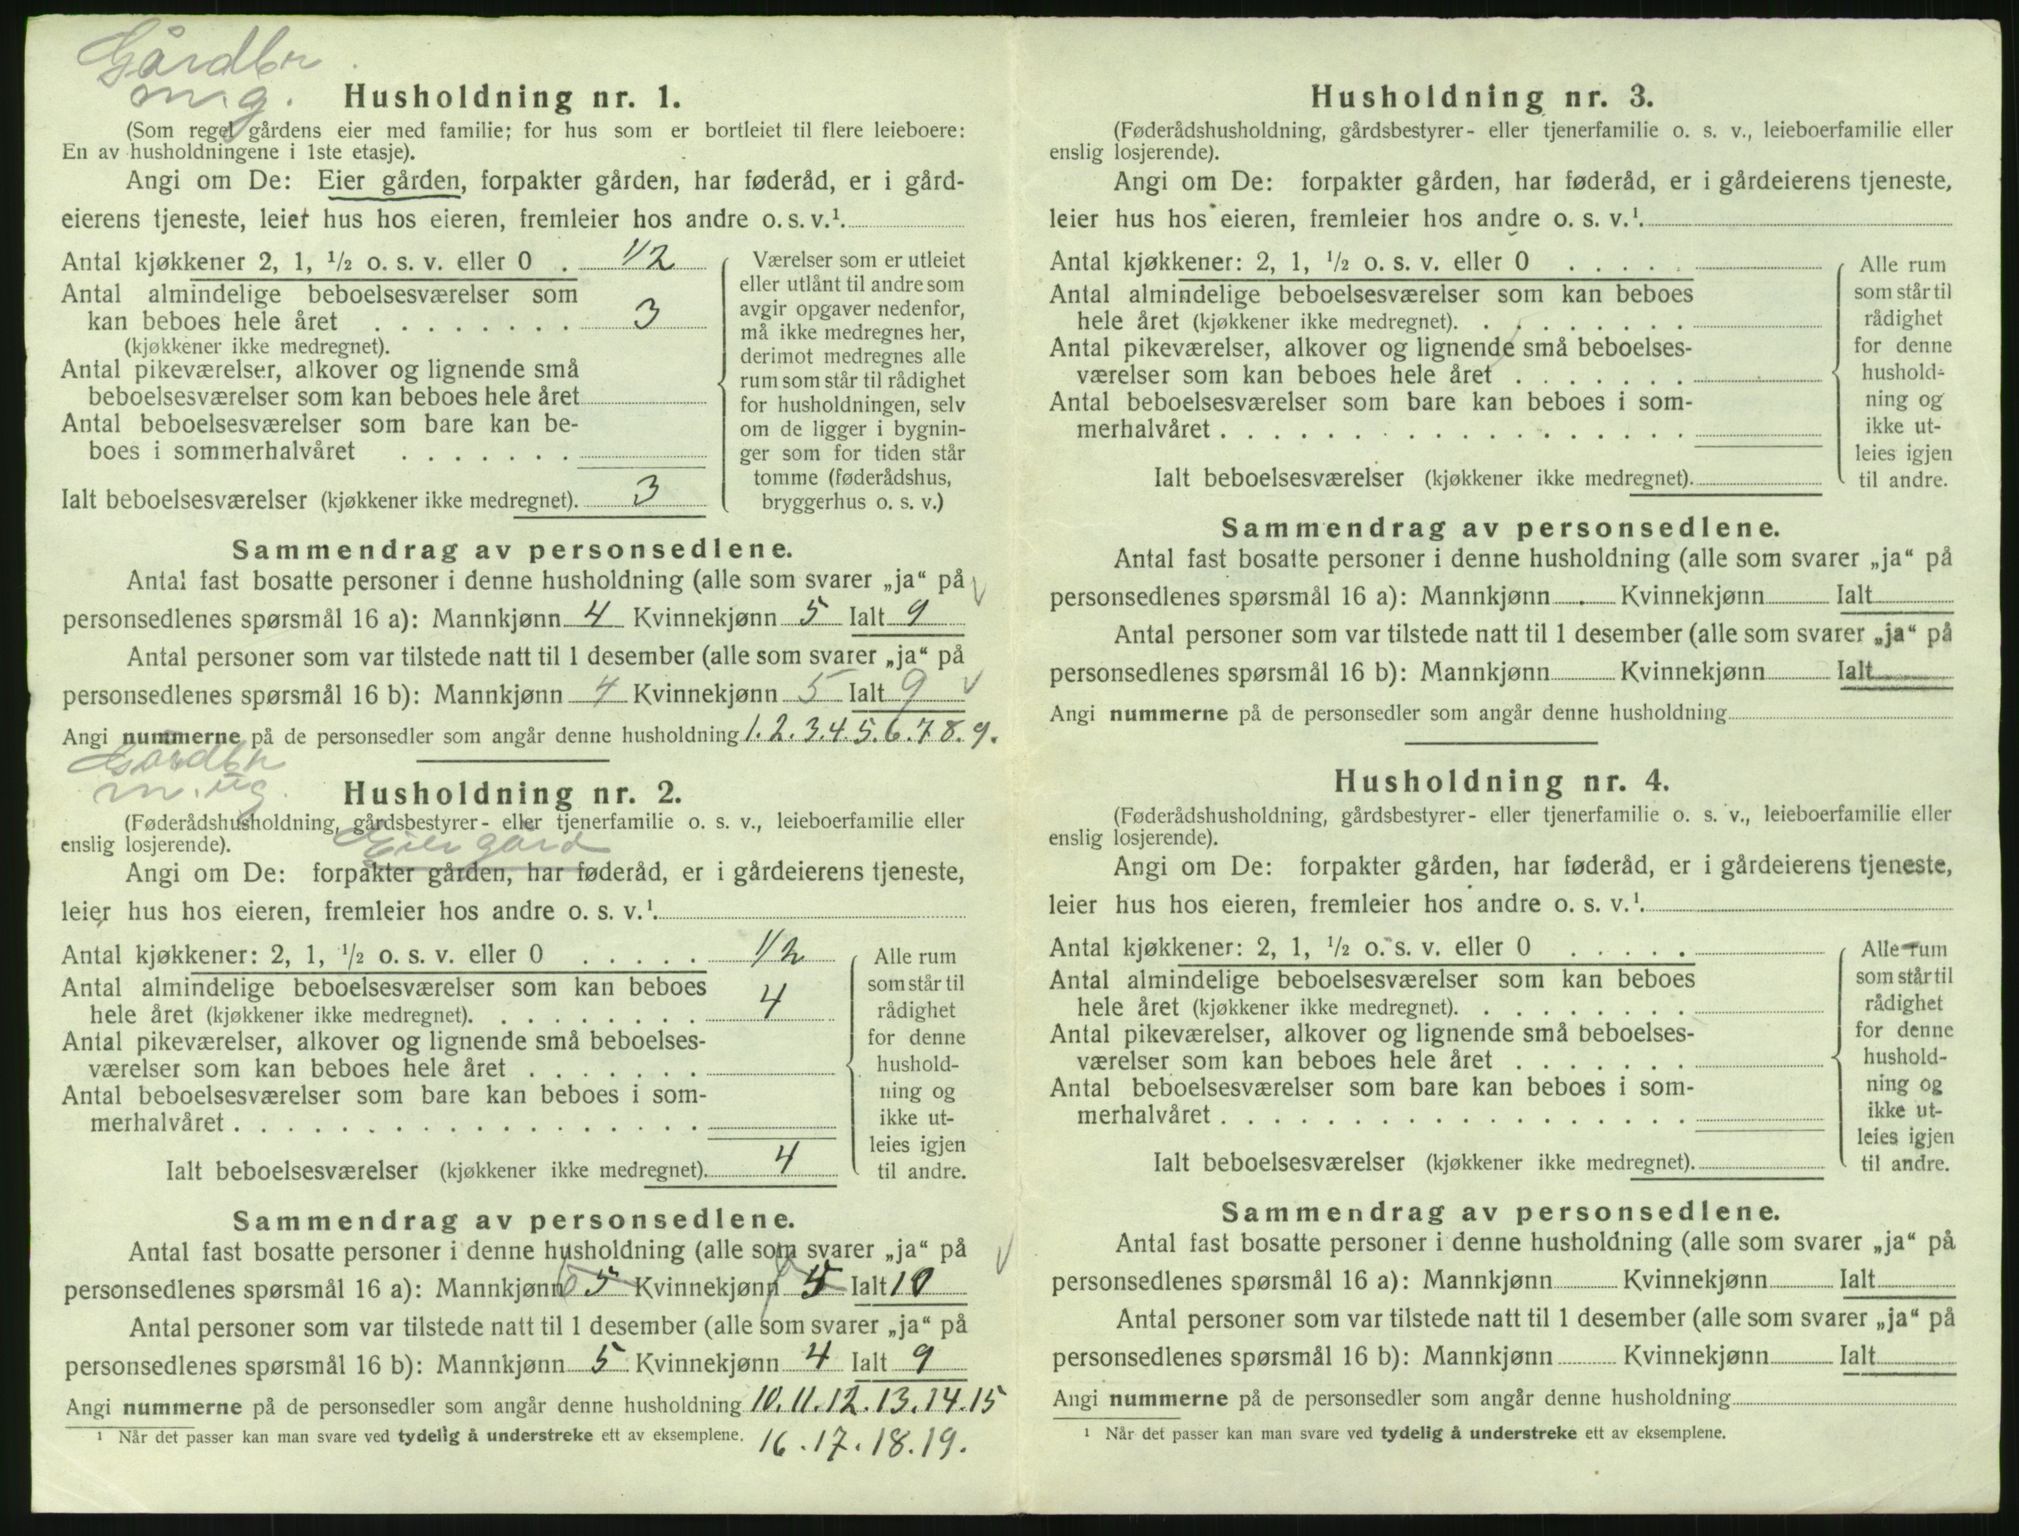 Gårdbr
m.g.
Husholdning nr. 1.
(Som regel gårdens eier med familie; for hus som er bortleiet til flere leieboere:
En av husholdningene i 1ste etasje).
Angi om De: Eier gården, forpakter gården, har føderåd, er i gård-
eierens tjeneste, leier hus hos eieren, fremleier hos andre o. s. v.¹.
Antal kjøkkener 2, 1, ½ o. s. v. eller 0 . 1/2
Antal almindelige beboelsesværelser som
kan beboes hele året . . . . . . . . 3
(kjøkkener ikke medregnet).
Antal pikeværelser, alkover og lignende små
beboelsesværelser som kan beboes hele året
Antal beboelsesværelser som bare kan be-
boes i sommerhalvåret . . . . . . .
Ialt beboelsesværelser (kjøkkener ikke medregnet). 3
Værelser som er utleiet
eller utlånt til andre som
avgir opgaver nedenfor,
må ikke medregnes her,
derimot medregnes alle
rum som står til rådighet
for husholdningen, selv
om de ligger i bygnin-
ger som for tiden står
tomme (føderådshus,
bryggerhus o. s. v.)
Sammendrag av personsedlene.
Antal fast bosatte personer i denne husholdning (alle som svarer „ja“ på
personsedlenes spørsmål 16 a): Mannkjønn 4 Kvinnekjønn 5 Ialt 9
Antal personer som var tilstede natt til 1 desember (alle som svarer „ja“ på
personsedlenes spørsmål 16 b): Mannkjønn 4 Kvinnekjønn 5 Ialt 9
Angi nummerne på de personsedler som angår denne husholdning 1. 2. 3. 4. 5. 6. 7. 8. 9.
Gårdbr
m. ug.
Husholdning nr. 2.
(Føderådshusholdning, gårdsbestyrer- eller tjenerfamilie o. s. v., leieboerfamilie eller
enslig losjerende).
Eier gård
Angi om De: forpakter gården, har føderåd, er i gårdeierens tjeneste,
leier hus hos eieren, fremleier hos andre o. s. v.¹.
Antal kjøkkener: 2, 1, ½ o. s. v. eller 0 . . . . . 1/2
Antal almindelige beboelsesværelser som kan beboes
hele året (kjøkkener ikke medregnet). . . . . . . . . 4
Antal pikeværelser, alkover og lignende små beboelses-
værelser som kan beboes hele året . . . . . . .
Antal beboelsesværelser som bare kan beboes i som-
merhalvåret . . . . . . . . . . . . . . . . . .
Ialt beboelsesværelser (kjøkkener ikke medregnet). 4
Alle rum
som står til
rådighet
for denne
hushold-
ning og
ikke ut-
leies igjen
til andre.
Sammendrag av personsedlene.
Antal fast bosatte personer i denne husholdning (alle som svarer „ja“ på
personsedlenes spørsmål 16 a): Mannkjønn 5 Kvinnekjønn 5 Ialt 10
Antal personer som var tilstede natt til 1 desember (alle som svarer „ja“ på
personsedlenes spørsmål 16 b): Mannkjønn 5 Kvinnekjønn 4 Ialt 9
Angi nummerne på de personsedler som angår denne husholdning 10. 11. 12. 13. 14. 15
¹ Når det passer kan man svare ved tydelig å understreke ett av eksemplene. 16. 17. 18. 19.
Husholdning nr. 3.
(Føderådshusholdning, gårdsbestyrer- eller tjenerfamilie o. s. v., leieboerfamilie eller
enslig losjerende).
Angi om De: forpakter gården, har føderåd, er i gårdeierens tjeneste,
leier hus hos eieren, fremleier hos andre o. s. v.¹.
Antal kjøkkener: 2, 1, ½ o. s. v. eller 0 . . . . .
Antal almindelige beboelsesværelser som kan beboes
hele året (kjøkkener ikke medregnet). . . . . . . . .
Antal pikeværelser, alkover og lignende små beboelses-
værelser som kan beboes hele året . . . . . . .
Antal beboelsesværelser som bare kan beboes i som-
merhalvåret . . . . . . . . . . . . . . . . . .
Ialt beboelsesværelser (kjøkkener ikke medregnet).
Alle rum
som står til
rådighet
for denne
hushold-
ning og
ikke ut-
leies igjen
til andre.
Sammendrag av personsedlene.
Antal fast bosatte personer i denne husholdning (alle som svarer „ja“ på
personsedlenes spørsmål 16 a): Mannkjønn Kvinnekjønn Ialt
Antal personer som var tilstede natt til 1 desember (alle som svarer „ja“ på
personsedlenes spørsmål 16 b): Mannkjønn Kvinnekjønn Ialt
Angi nummerne på de personsedler som angår denne husholdning
Husholdning nr. 4.
(Føderådshusholdning, gårdsbestyrer- eller tjenerfamilie o. s. v., leieboerfamilie eller
enslig losjerende).
Angi om De: forpakter gården, har føderåd, er i gårdeierens tjeneste,
leier hus hos eieren, fremleier hos andre o. s. v.¹.
Antal kjøkkener: 2, 1, ½ o. s. v. eller 0 . . . . .
Antal almindelige beboelsesværelser som kan beboes
hele året (kjøkkener ikke medregnet). . . . . . . . .
Antal pikeværelser, alkover og lignende små beboelses-
værelser som kan beboes hele året . . . . . . .
Antal beboelsesværelser som bare kan beboes i som-
merhalvåret . . . . . . . . . . . . . . . . . .
Ialt beboelsesværelser (kjøkkener ikke medregnet).
Alle rum
som står til
rådighet
for denne
hushold-
ning og
ikke ut-
leies igjen
til andre.
Sammendrag av personsedlene.
Antal fast bosatte personer i denne husholdning (alle som svarer „ja“ på
personsedlenes spørsmål 16 a): Mannkjønn Kvinnekjønn Ialt
Antal personer som var tilstede natt til 1 desember (alle som svarer „ja“ på
personsedlenes spørsmål 16 b): Mannkjønn Kvinnekjønn Ialt
Angi nummerne på de personsedler som angår denne husholdning
¹ Når det passer kan man svare ved tydelig å understreke ett av eksemplene.